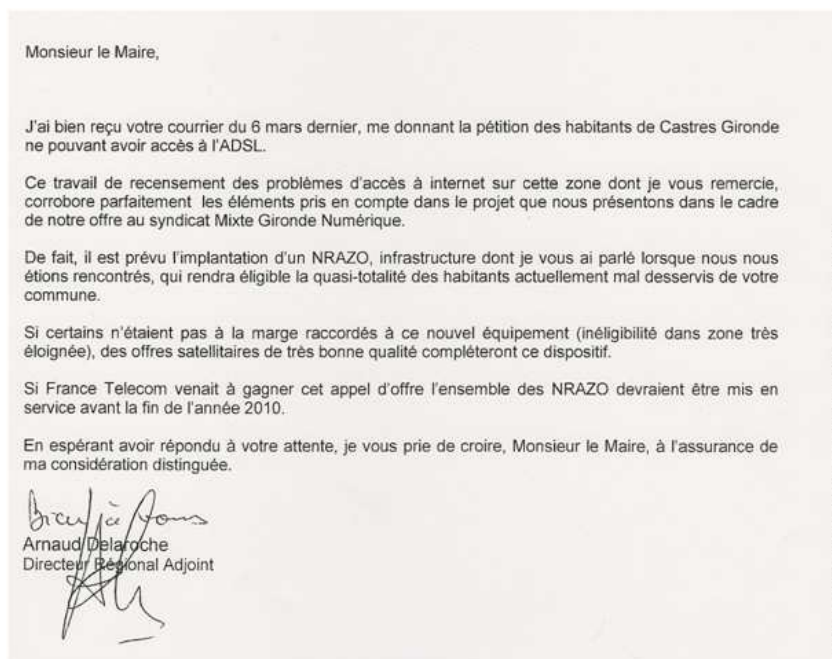 Monsieur le Maire,
J'ai bien reçu votre courrier du 6 mars dernier, me donnant la pétition des habitants de Castres Gironde
ne pouvant avoir accès à l'ADSL.
Ce travail de recensement des problèmes d'accès à internet sur cette zone dont je vous remercie,
corrobore parfaitement les éléments pris en compte dans le projet que nous présentons dans le cadre
de notre offre au syndicat Mixte Gironde Numérique.
De fait, il est prévu l'implantation d'un NRAZO, infrastructure dont je vous ai parlé lorsque nous nous
étions rencontrés, qui rendra éligible la quasi-totalité des habitants actuellement mal desservis de votre
commune.
Si certains n'étaient pas à la marge raccordés à ce nouvel équipement (inéligibilité dans zone très
éloignée), des offres satellitaires de très bonne qualité compléteront ce dispositif.
Si France Telecom venait à gagner cet appel d'offre l'ensemble des NRAZO devraient être mis en
service avant la fin de l'année 2010.
En espérant avoir répondu à votre attente, je vous prie de croire, Monsieur le Maire, à l'assurance de
ma considération distinguée.
Bien à vous
Arnaud Delaroche
Directeur Régional Adjoint